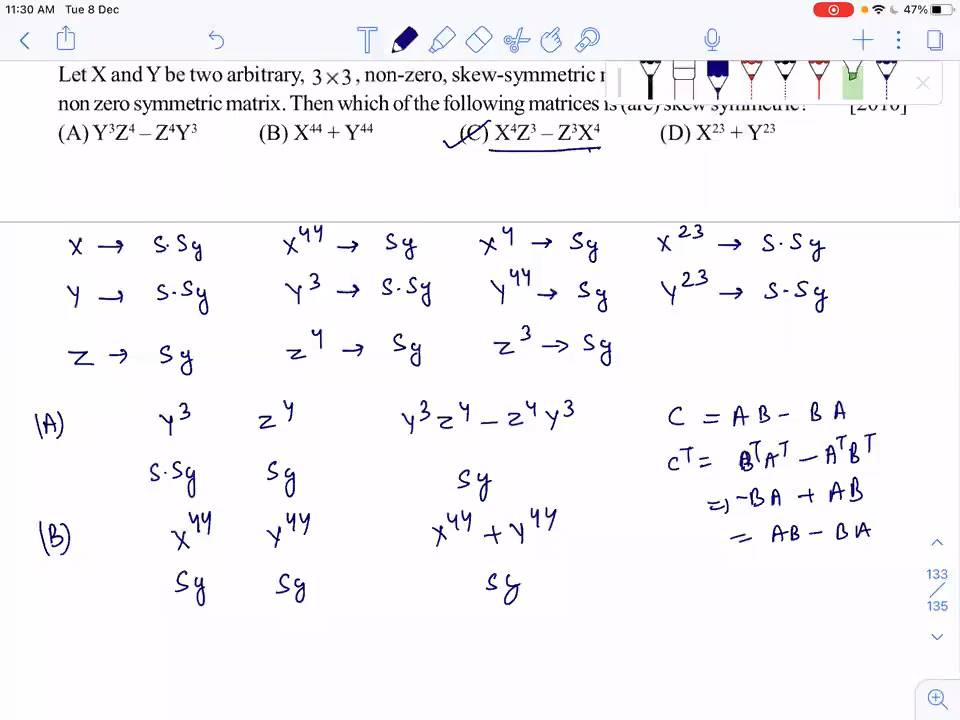 11:30 AM Tue 8 Dec
47%
Let X and Y be two arbitrary, 3×3, non-zero, skew-symmetric
non zero symmetric matrix. Then which of the following matrices is (are) skew symmetric?
(A) Y³Z⁴ – Z⁴Y³ (B) X⁴⁴ + Y⁴⁴ (C) X⁴Z³ – Z³X⁴ (D) X²³ + Y²³
X → S.Sy X⁴⁴ → Sy X⁴ → Sy X²³ → S.Sy
Y → S.Sy Y³ → S.Sy Y⁴⁴ → Sy Y²³ → S.Sy
Z → Sy Z⁴ → Sy Z³ → Sy
(A) Y³ Z⁴ Y³Z⁴ – Z⁴Y³ C = AB – BA
S.Sy Sy Sy Cᵀ = BᵀAᵀ – AᵀBᵀ
(B) X⁴⁴ Y⁴⁴ X⁴⁴ + Y⁴⁴ => -BA + AB
Sy Sy Sy = AB – BA
133
135